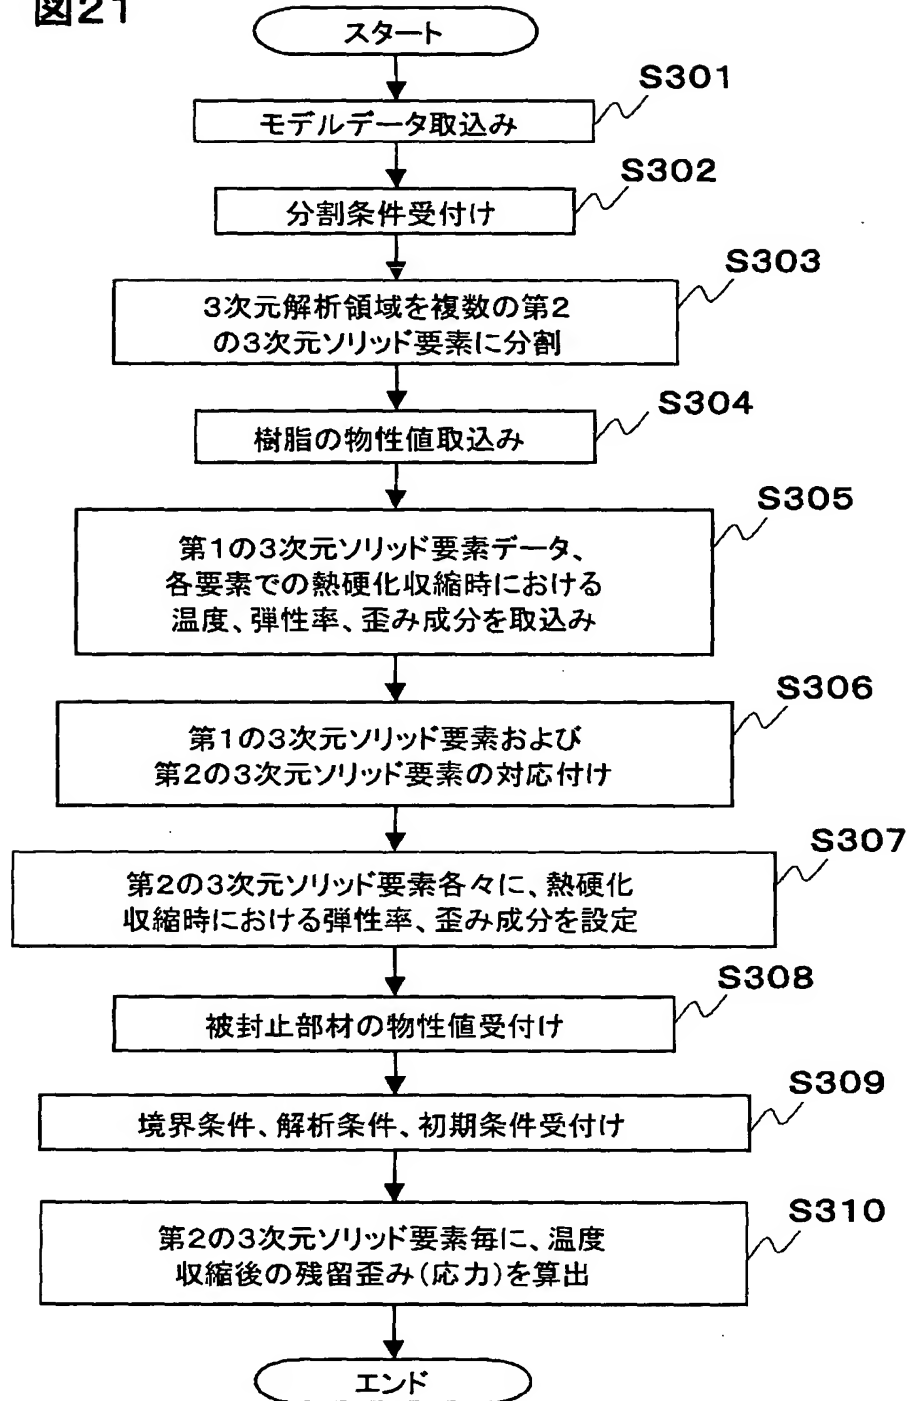 図21
スタート
S301
モデルデータ取込み
S302
分割条件受付け
S303
3次元解析領域を複数の第2
の3次元ソリッド要素に分割
S304
樹脂の物性値取込み
S305
第1の3次元ソリッド要素データ、
各要素での熱硬化収縮時における
温度、弾性率、歪み成分を取込み
S306
第1の3次元ソリッド要素および
第2の3次元ソリッド要素の対応付け
S307
第2の3次元ソリッド要素各々に、熱硬化
収縮時における弾性率、歪み成分を設定
S308
被封止部材の物性値受付け
S309
境界条件、解析条件、初期条件受付け
S310
第2の3次元ソリッド要素毎に、温度
収縮後の残留歪み(応力)を算出
エンド